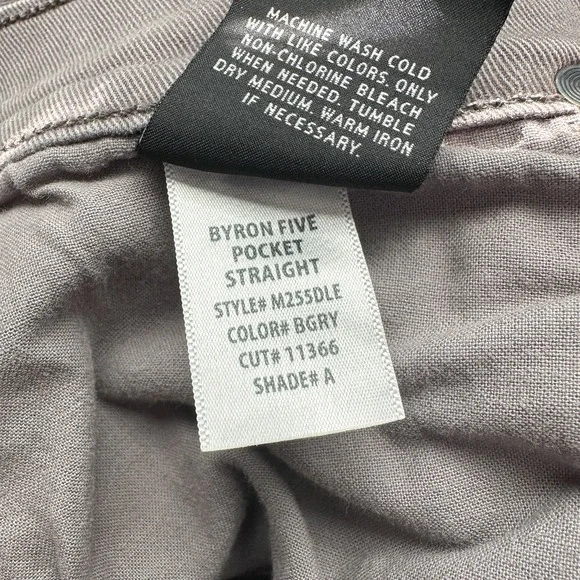 MACHINE WASH COLD
WITH LIKE COLORS. ONLY
NON-CHLORINE BLEACH
WHEN NEEDED. TUMBLE
DRY MEDIUM. WARM IRON
IF NECESSARY.
BYRON FIVE
POCKET
STRAIGHT
STYLE# M255DLE
COLOR# BGRY
CUT# 11366
SHADE# A